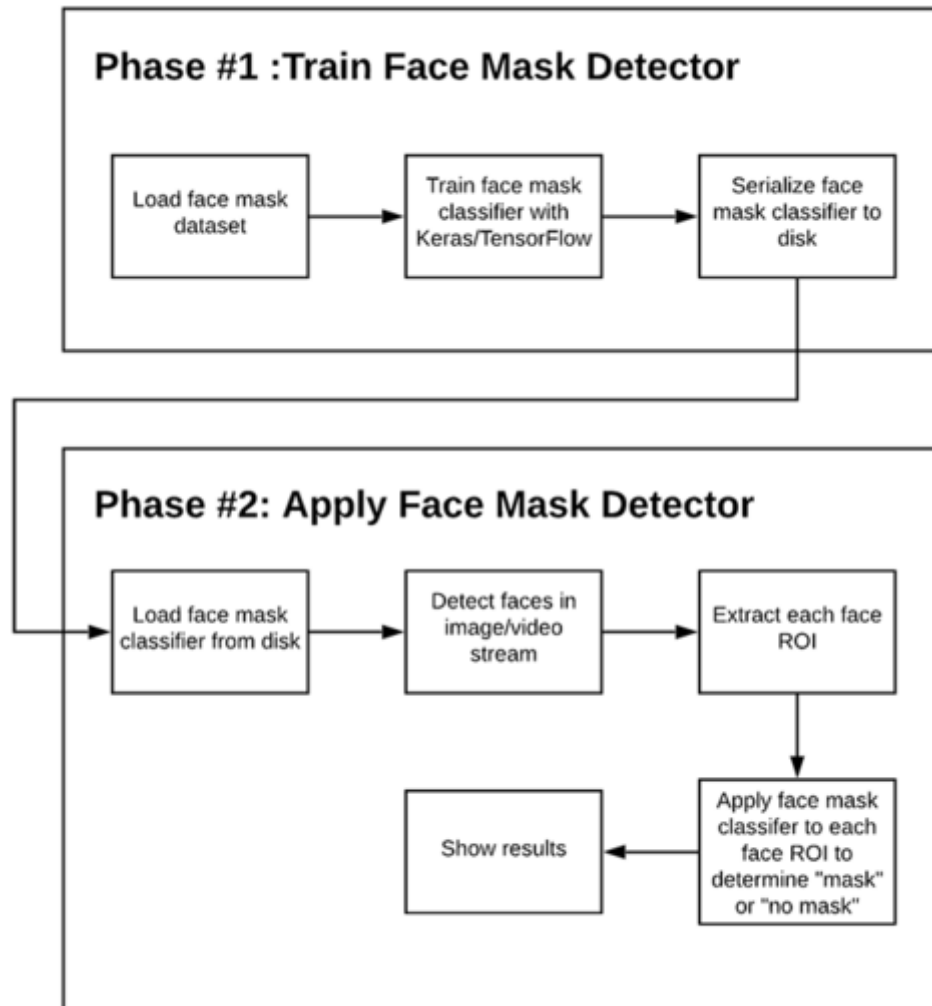 Phase #1 :Train Face Mask Detector
Load face mask
dataset
Train face mask
classifier with
Keras/TensorFlow
Serialize face
mask classifier to
disk
Phase #2: Apply Face Mask Detector
Load face mask
classifier from disk
Detect faces in
image/video
stream
Extract each face
ROI
Show results
Apply face mask
classifer to each
face ROI to
determine "mask"
or "no mask"